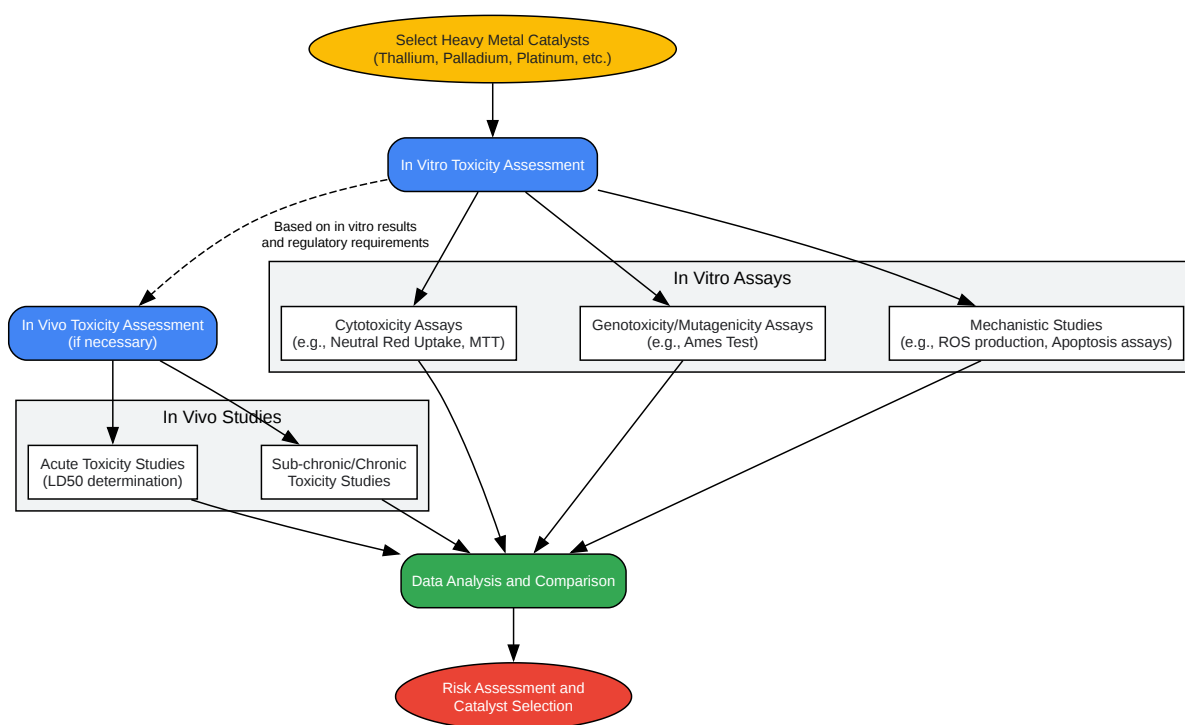 Select Heavy Metal Catalysts
(Thallium, Palladium, Platinum, etc.)
In Vitro Toxicity Assessment
Based on in vitro results
and regulatory requirements
In Vitro Assays
In Vivo Toxicity Assessment
(if necessary)
Cytotoxicity Assays
(e.g., Neutral Red Uptake, MTT)
Genotoxicity/Mutagenicity Assays
(e.g., Ames Test)
Mechanistic Studies
(e.g., ROS production, Apoptosis assays)
In Vivo Studies
Acute Toxicity Studies
(LD50 determination)
Sub-chronic/Chronic
Toxicity Studies
Data Analysis and Comparison
Risk Assessment and
Catalyst Selection